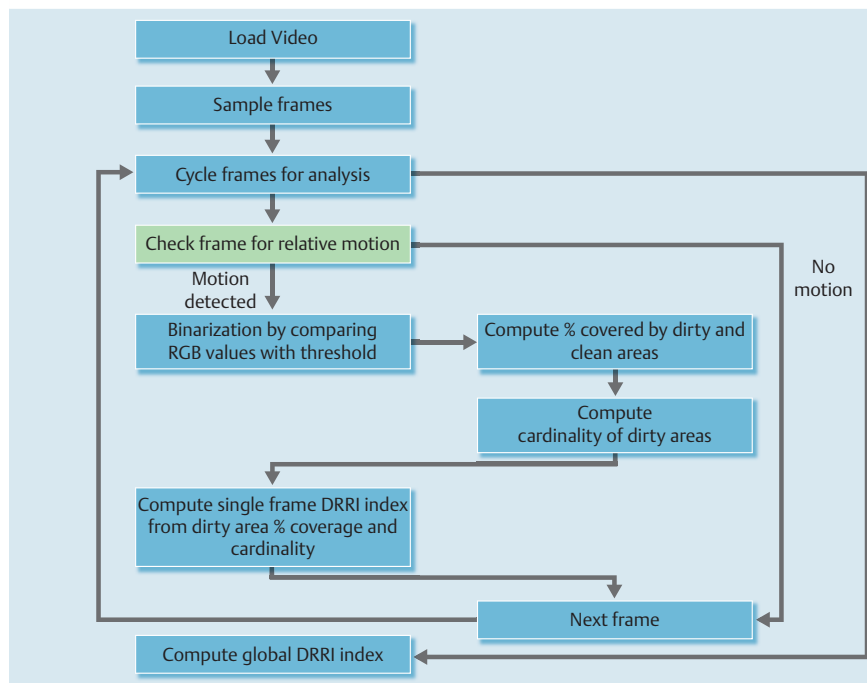 Load Video
Sample frames
Cycle frames for analysis
Check frame for relative motion
Motion
detected
No
motion
Binarization by comparing
RGB values with threshold
Compute % covered by dirty and
clean areas
Compute
cardinality of dirty areas
Compute single frame DRRI index
from dirty area % coverage and
cardinality
Next frame
Compute global DRRI index